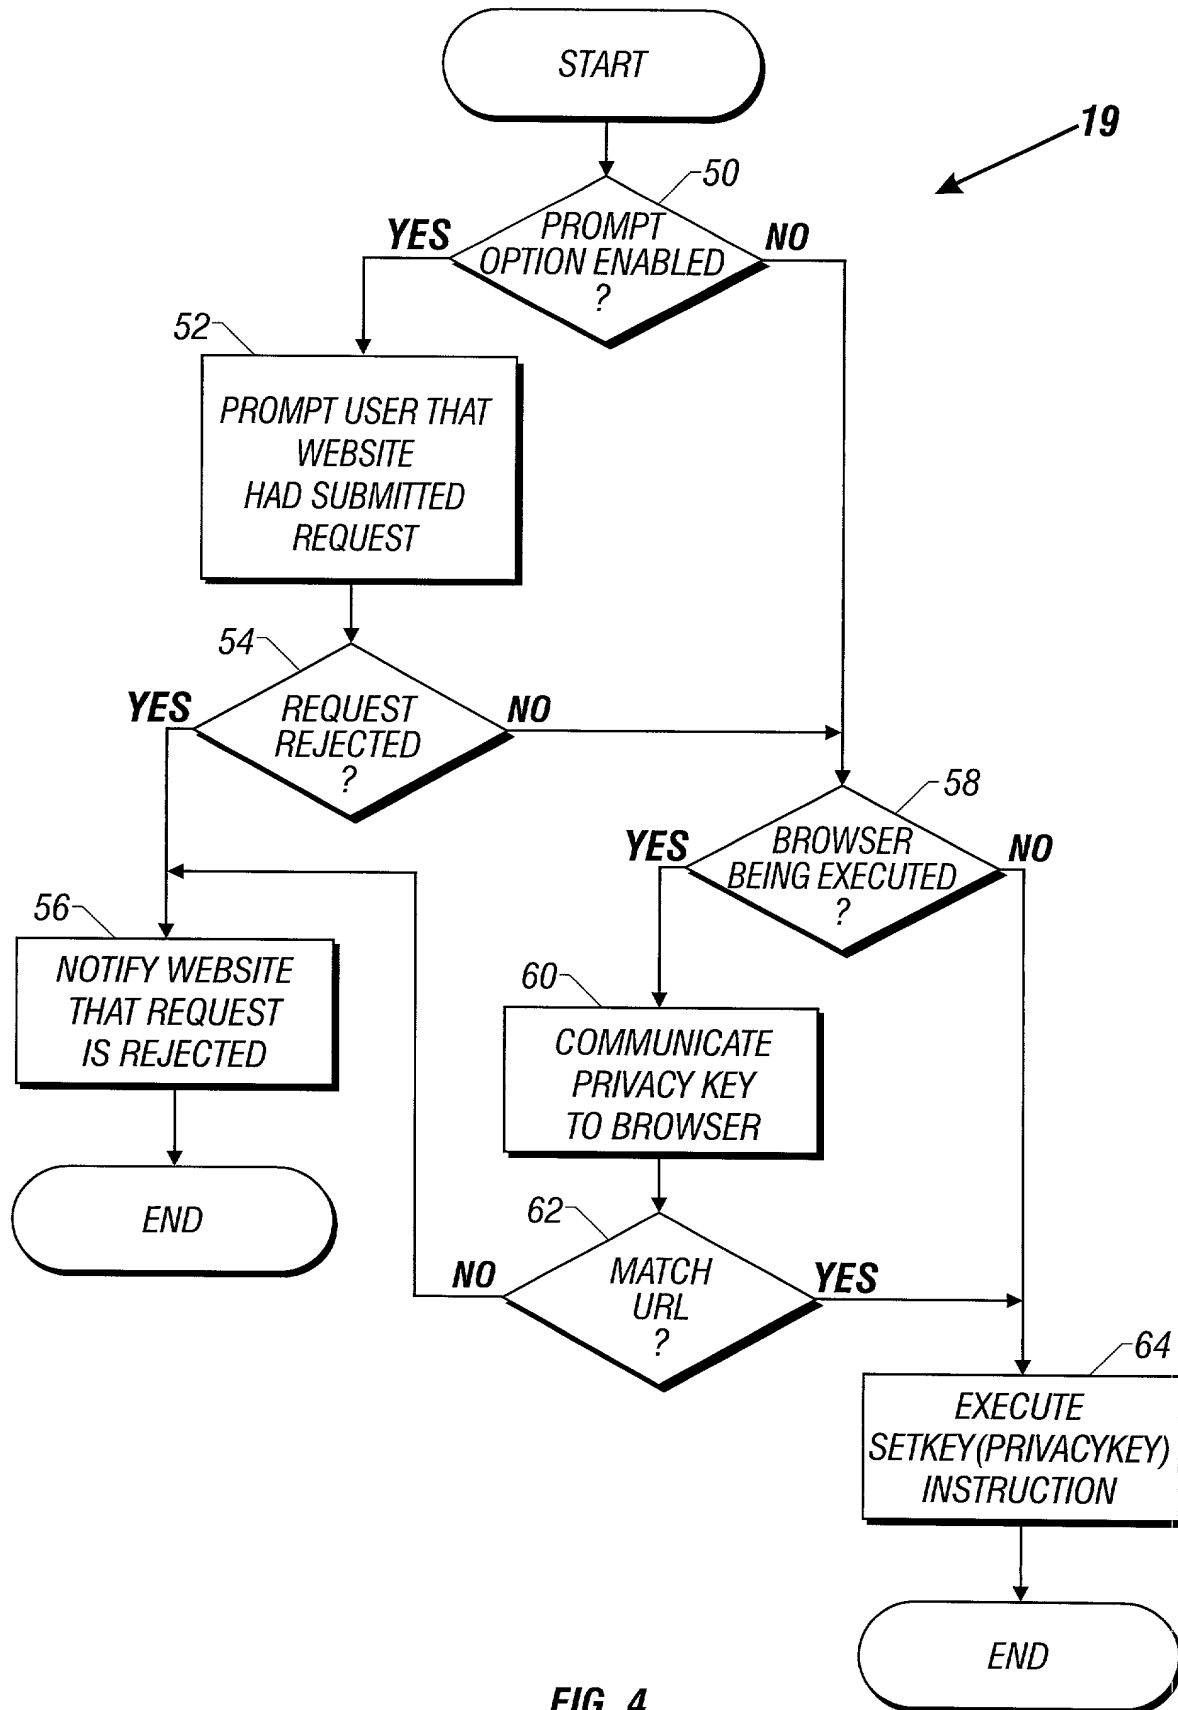 START
19
50
PROMPT
OPTION ENABLED
?
YES
NO
52
PROMPT USER THAT
WEBSITE
HAD SUBMITTED
REQUEST
54
REQUEST
REJECTED
?
YES
NO
58
BROWSER
BEING EXECUTED
?
YES
NO
56
NOTIFY WEBSITE
THAT REQUEST
IS REJECTED
60
COMMUNICATE
PRIVACY KEY
TO BROWSER
END
62
MATCH
URL
?
NO
YES
64
EXECUTE
SETKEY(PRIVACYKEY)
INSTRUCTION
END
FIG. 4